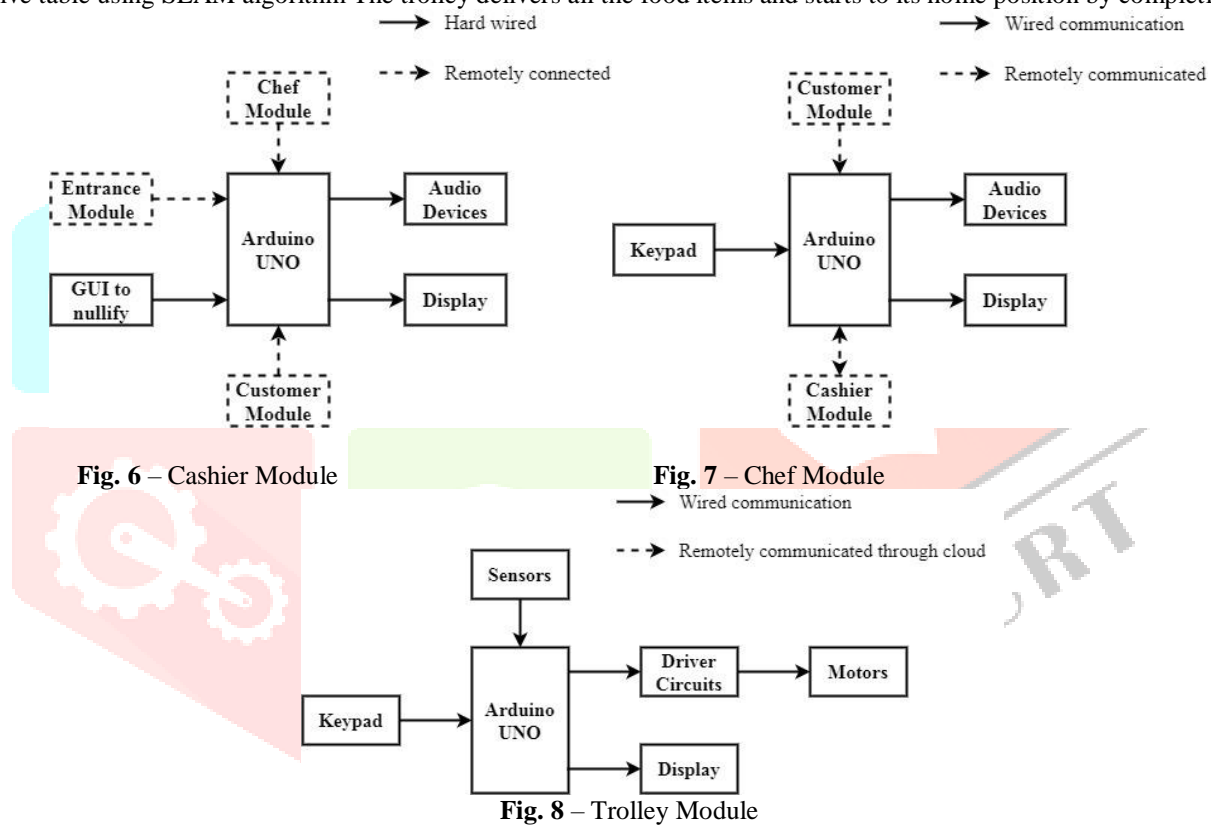 ve table using SLAM algorithm The trolley delivers all the food items and starts to its home position by completi
Hard wired
Remotely connected
Chef
Module
Entrance
Module
Arduino
UNO
Audio
Devices
GUI to
nullify
Display
Customer
Module
Fig. 6 – Cashier Module
Wired communication
Remotely communicated
Customer
Module
Keypad
Arduino
UNO
Audio
Devices
Display
Cashier
Module
Fig. 7 – Chef Module
Wired communication
Remotely communicated through cloud
Sensors
Keypad
Arduino
UNO
Driver
Circuits
Motors
Display
Fig. 8 – Trolley Module
RT